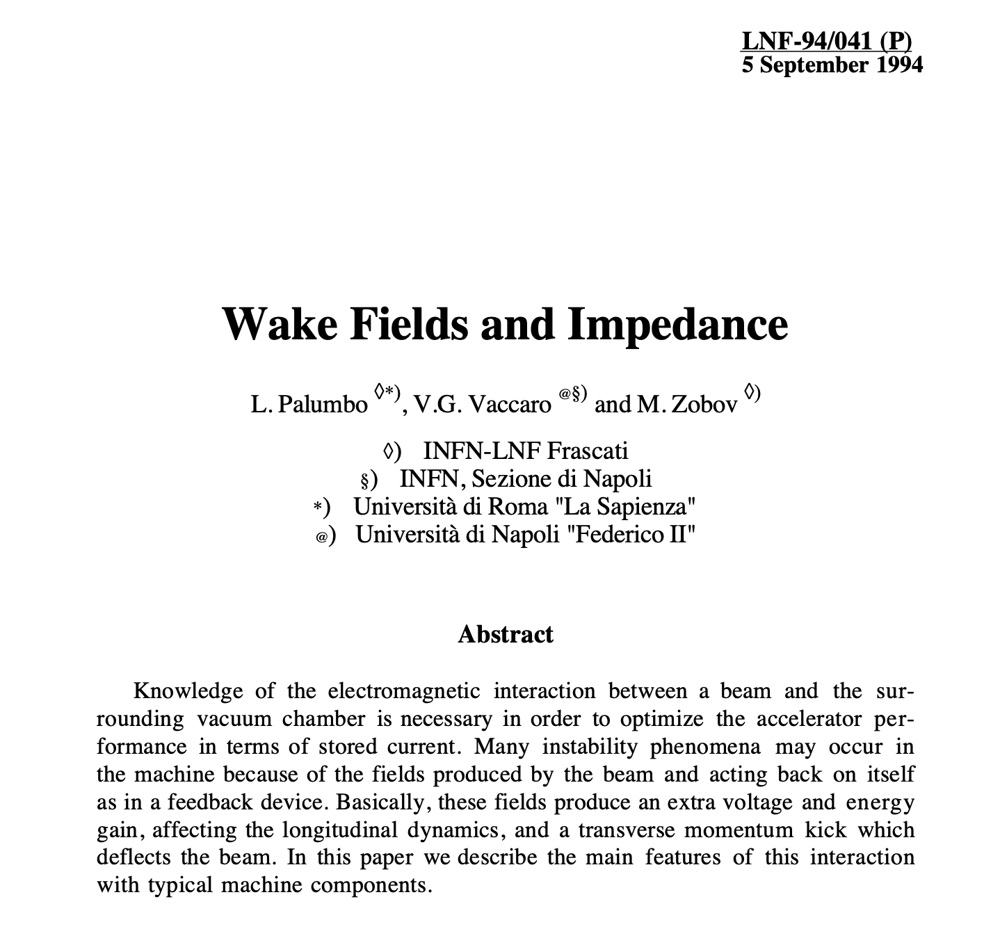 LNF-94/041 (P)
5 September 1994
Wake Fields and Impedance
L. Palumbo ◊*), V.G. Vaccaro @§) and M. Zobov ◊)
◊) INFN-LNF Frascati
§) INFN, Sezione di Napoli
*) Università di Roma "La Sapienza"
@) Università di Napoli "Federico II"
Abstract
Knowledge of the electromagnetic interaction between a beam and the sur-
rounding vacuum chamber is necessary in order to optimize the accelerator per-
formance in terms of stored current. Many instability phenomena may occur in
the machine because of the fields produced by the beam and acting back on itself
as in a feedback device. Basically, these fields produce an extra voltage and energy
gain, affecting the longitudinal dynamics, and a transverse momentum kick which
deflects the beam. In this paper we describe the main features of this interaction
with typical machine components.